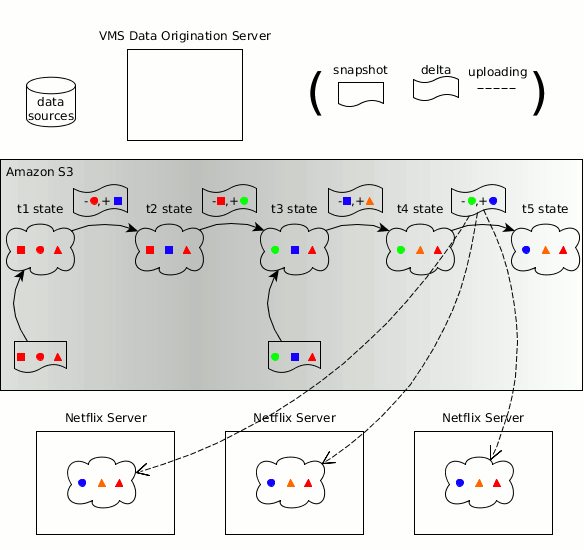 VMS Data Origination Server
snapshot
delta
uploading
data
sources
Amazon S3
-,+
-,+
-,+
-,+
t1 state
t2 state
t3 state
t4 state
t5 state
Netflix Server
Netflix Server
Netflix Server